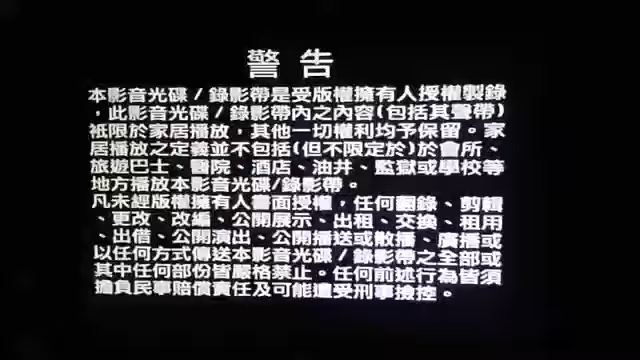 警告
本影音光碟/錄影帶是受版權擁有人授權製錄
，此影音光碟/錄影帶內之內容(包括其聲帶)
祗限於家居播放，其他一切權利均予保留。家
居播放之定義並不包括(但不限定於)於會所、
旅遊巴士、醫院、酒店、油井、監獄或學校等
地方播放本影音光碟/錄影帶。
凡未經版權擁有人書面授權，任何翻錄、剪輯
、更改、改編、公開展示、出租、交換、租用
、出借、公開演出、公開播送或散播、廣播或
以任何方式傳送本影音光碟/錄影帶之全部或
其中任何部份皆嚴格禁止。任何前述行為皆須
擔負民事賠償責任及可能遭受刑事撿控。